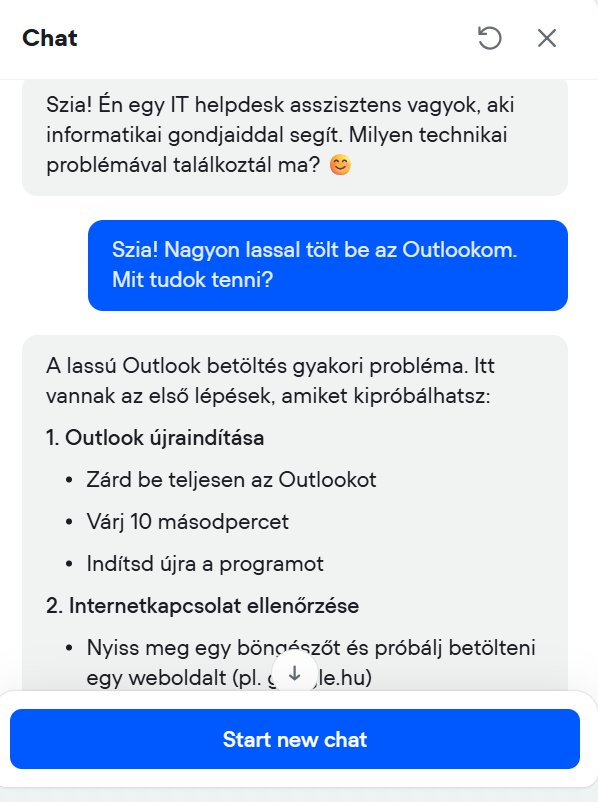 Chat
Szia! Én egy IT helpdesk asszisztens vagyok, aki
informatikai gondjaiddal segít. Milyen technikai
problémával találkoztál ma? 😊
Szia! Nagyon lassal tölt be az Outlookom.
Mit tudok tenni?
A lassú Outlook betöltés gyakori probléma. Itt
vannak az első lépések, amiket kipróbálhatsz:
1. Outlook újraindítása
• Zárd be teljesen az Outlookot
• Várj 10 másodpercet
• Indítsd újra a programot
2. Internetkapcsolat ellenőrzése
• Nyiss meg egy böngészőt és próbálj betölteni
egy weboldalt (pl.
Start new chat